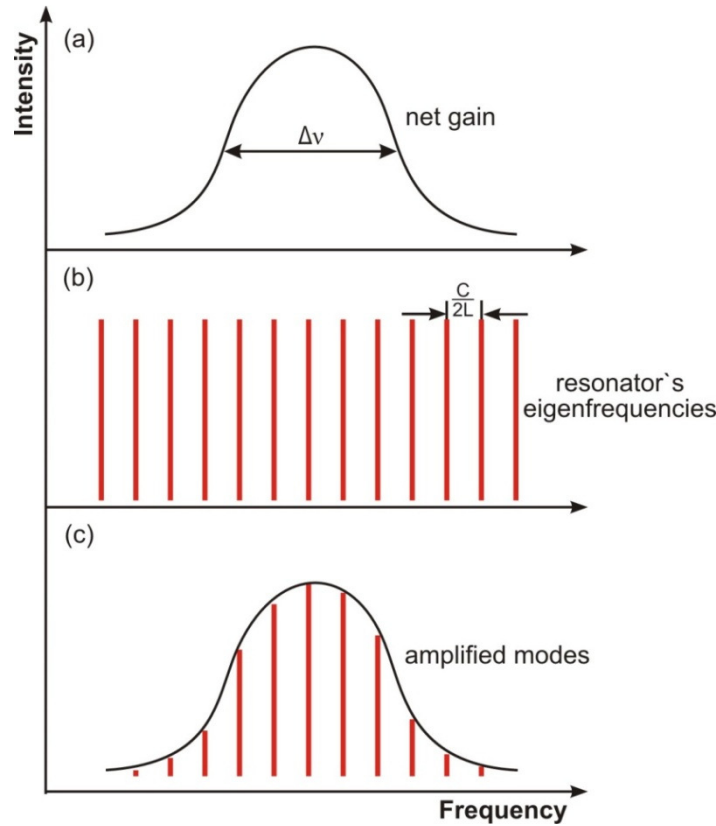 (a)
Intensity
net gain
Δν
(b)
C
2L
resonator`s
eigenfrequencies
(c)
amplified modes
Frequency